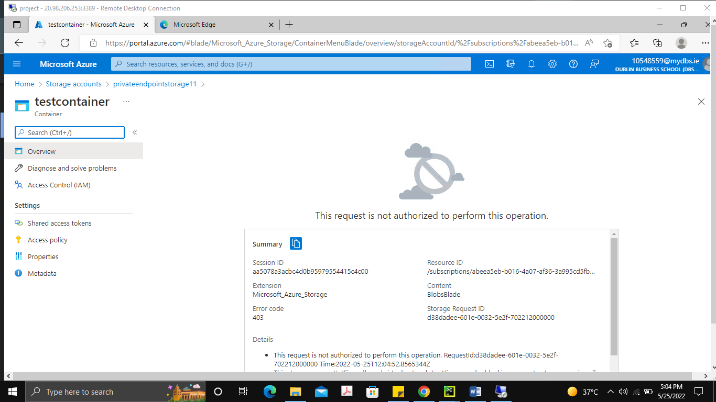 project - 20.98.206.253:3389 - Remote Desktop Connection
testcontainer - Microsoft Azure
Microsoft Edge
https://portal.azure.com/#blade/Microsoft_Azure_Storage/ContainerMenuBlade/overview/storageAccountId/%2Fsubscriptions%2Fabeea5eb-b01...
Microsoft Azure
Search resources, services, and docs (G+/)
10548559@mydbs.ie
DUBLIN BUSINESS SCHOOL (DBS...
Home > Storage accounts > privateendpointstorage11 >
testcontainer ...
Container
Search (Ctrl+/)
«
Overview
Diagnose and solve problems
Access Control (IAM)
Settings
Shared access tokens
Access policy
Properties
Metadata
This request is not authorized to perform this operation.
Summary
Session ID
aa5078a3acbc4d0b95979554415c4c00
Resource ID
/subscriptions/abeea5eb-b016-4a07-af36-3a995cd5fb...
Extension
Microsoft_Azure_Storage
Content
BlobsBlade
Error code
403
Storage Request ID
d38dadee-601e-0032-5e2f-702212000000
Details
• This request is not authorized to perform this operation. RequestId:d38dadee-601e-0032-5e2f-
702212000000 Time:2022-05-25T12:04:52.8565344Z
Type here to search
37°C
5:04 PM
5/25/2022